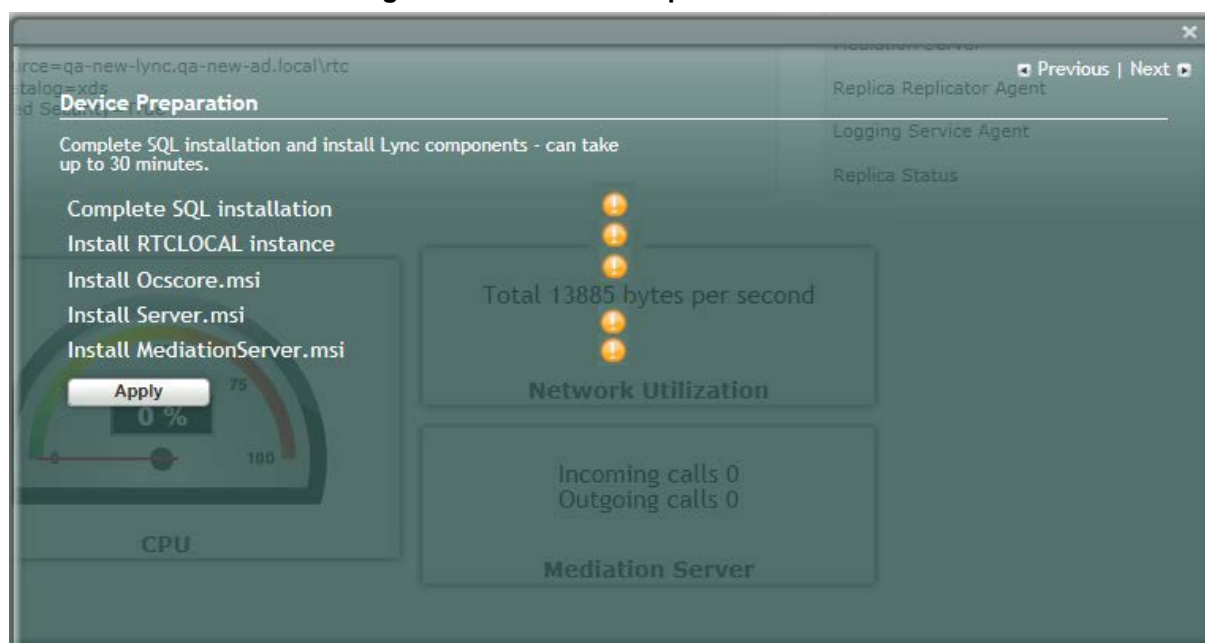 × 
urce=qa-new-lync.qa-new-ad.local\rtc
Previous | Next
Replica Replicator Agent
Device Preparation
Logging Service Agent
Complete SQL installation and install Lync components - can take
up to 30 minutes.
Replica Status
Complete SQL installation
Install RTCLOCAL instance
Install Ocscore.msi
Install Server.msi
Install MediationServer.msi
Apply
Total 13885 bytes per second
Network Utilization
75
0 %
0
100
CPU
Incoming calls 0
Outgoing calls 0
Mediation Server